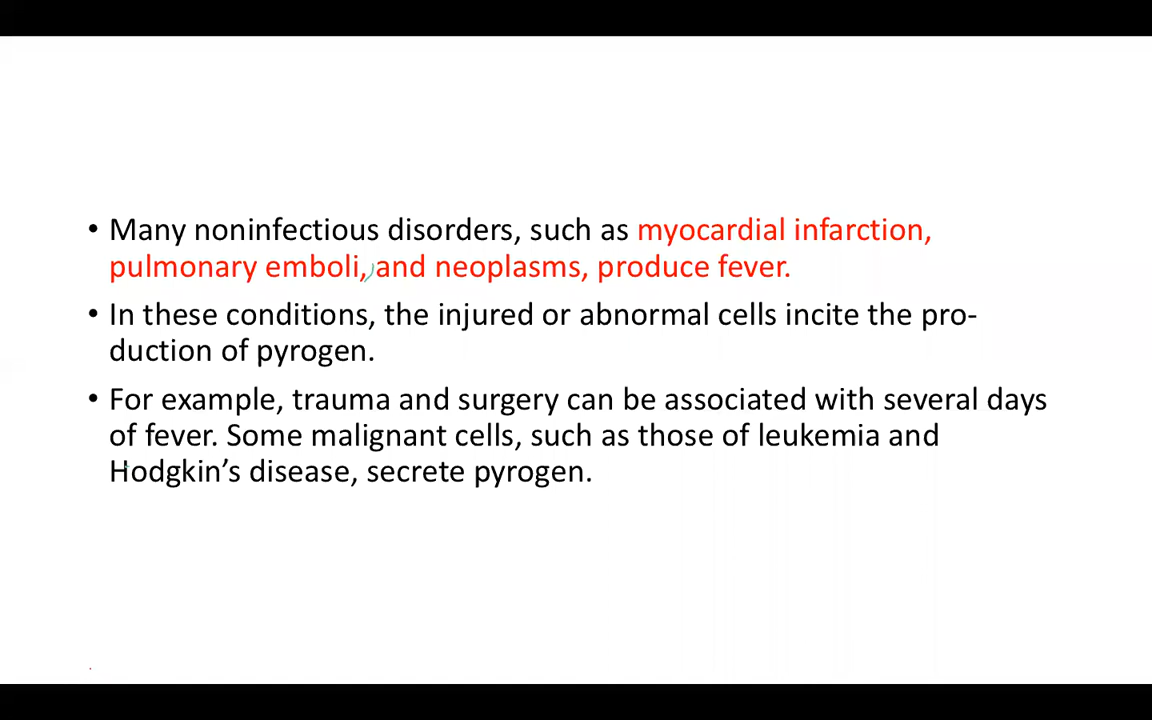 • Many noninfectious disorders, such as myocardial infarction,
pulmonary emboli, and neoplasms, produce fever.
• In these conditions, the injured or abnormal cells incite the pro-
duction of pyrogen.
• For example, trauma and surgery can be associated with several days
of fever. Some malignant cells, such as those of leukemia and
Hodgkin’s disease, secrete pyrogen.